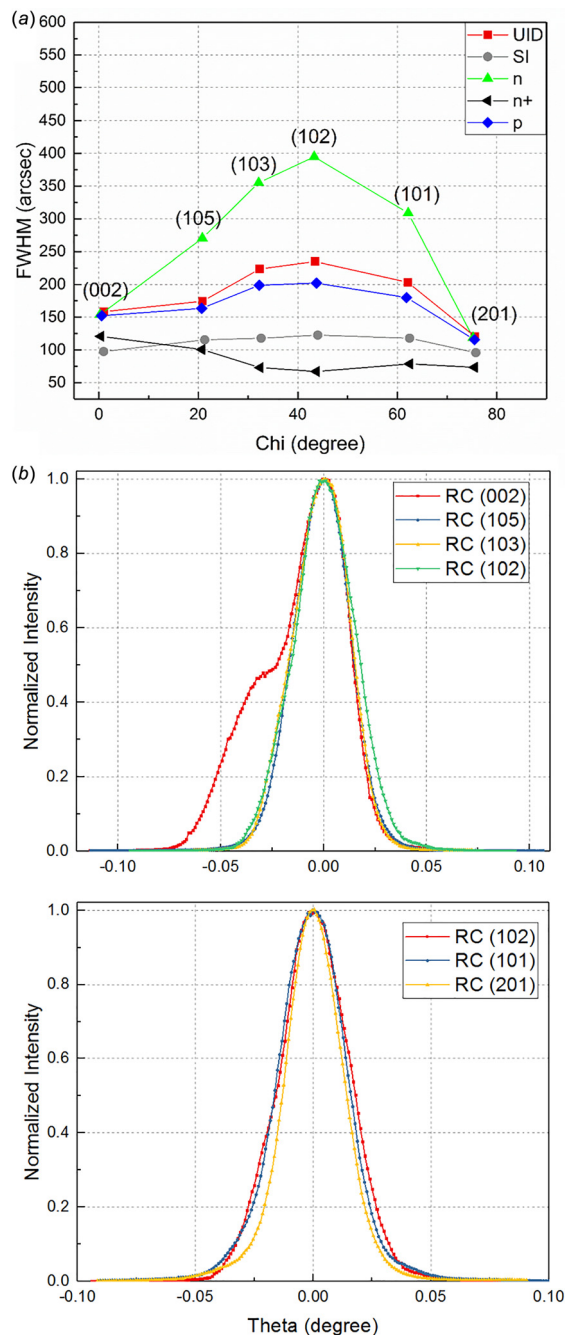 (a)
600
550
500
450
400
350
300
250
200
150
100
50
FWHM (arcsec)
UID
SI
n
n+
p
(002)
(105)
(103)
(102)
(101)
(201)
0
20
40
60
80
Chi (degree)
(b)
1.0
0.8
0.6
0.4
0.2
0.0
Normalized Intensity
RC (002)
RC (105)
RC (103)
RC (102)
-0.10
-0.05
0.00
0.05
0.10
1.0
0.8
0.6
0.4
0.2
0.0
Normalized Intensity
RC (102)
RC (101)
RC (201)
-0.10
-0.05
0.00
0.05
0.10
Theta (degree)